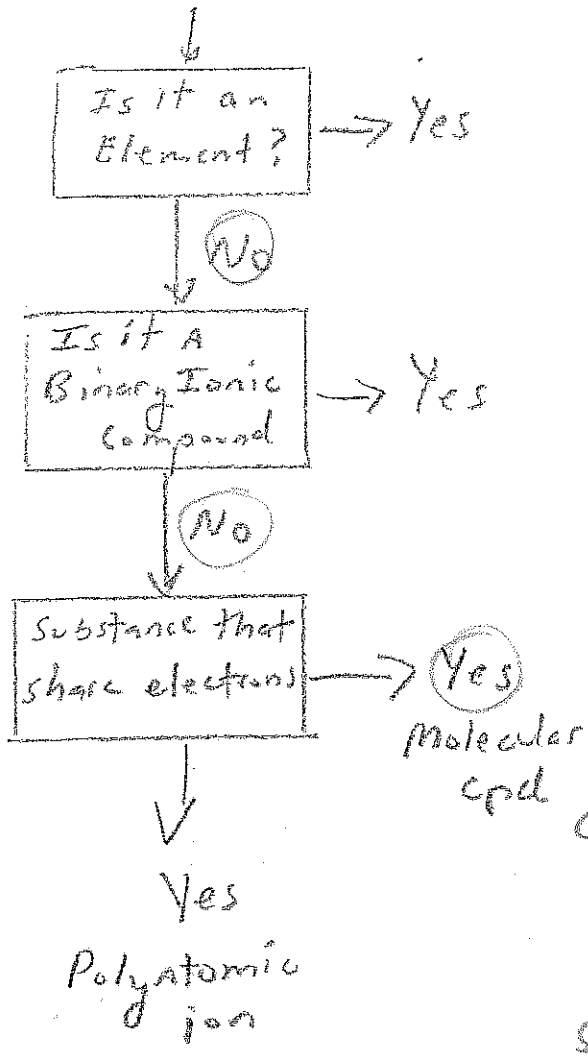 Is it an
Element?
Yes
No
Is it A
Binary Ionic
compound
Yes
No
Substance that
share electrons
Yes
Molecular
cpd
Yes
Polyatomic
ion